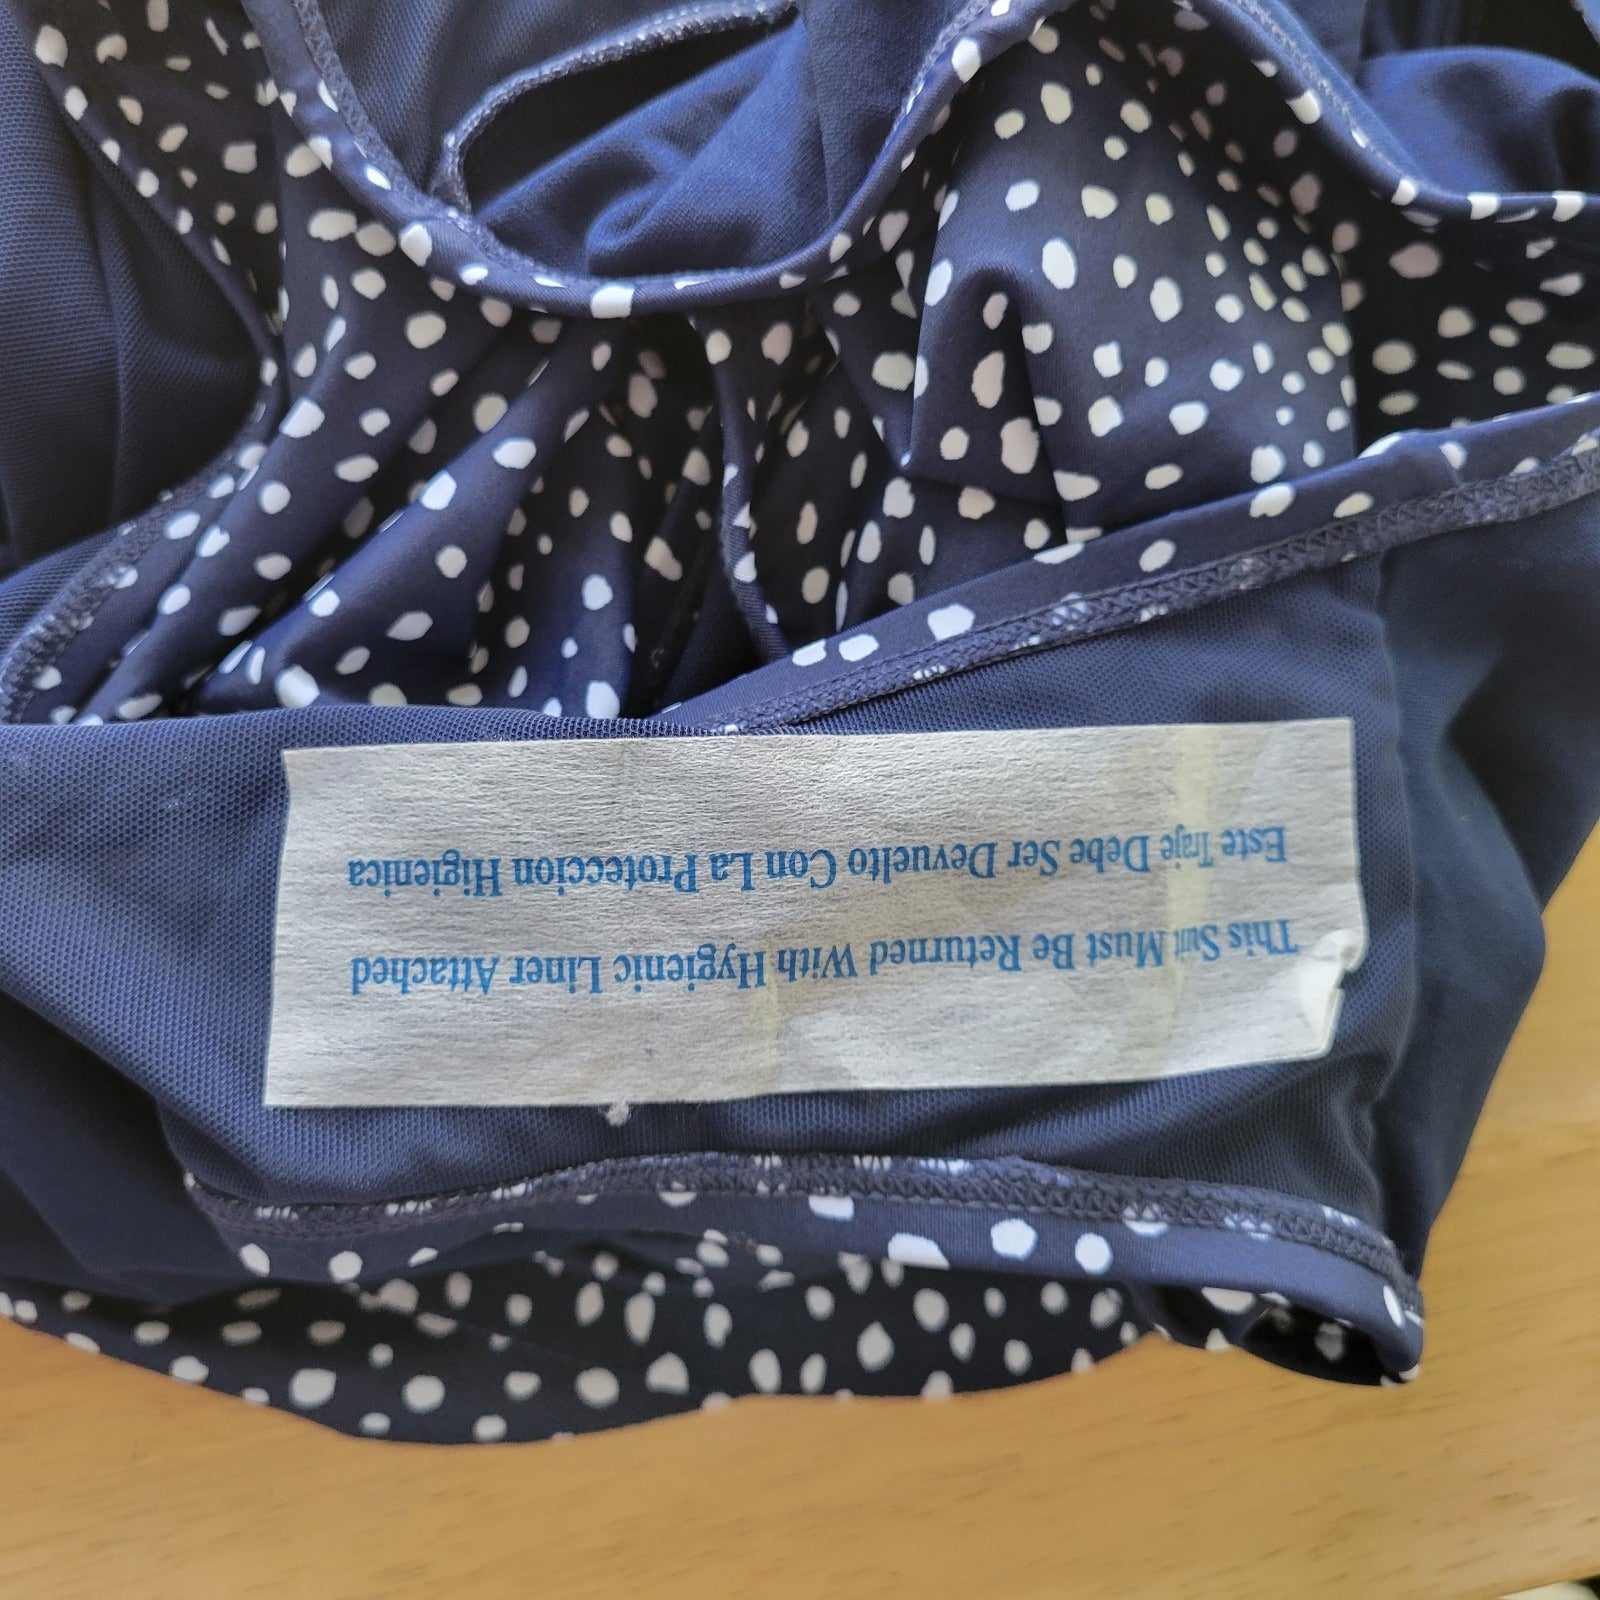 This Suit Must Be Returned With Hygienic Liner Attached
Este Traje Debe Ser Devuelto Con La Proteccion Higienica